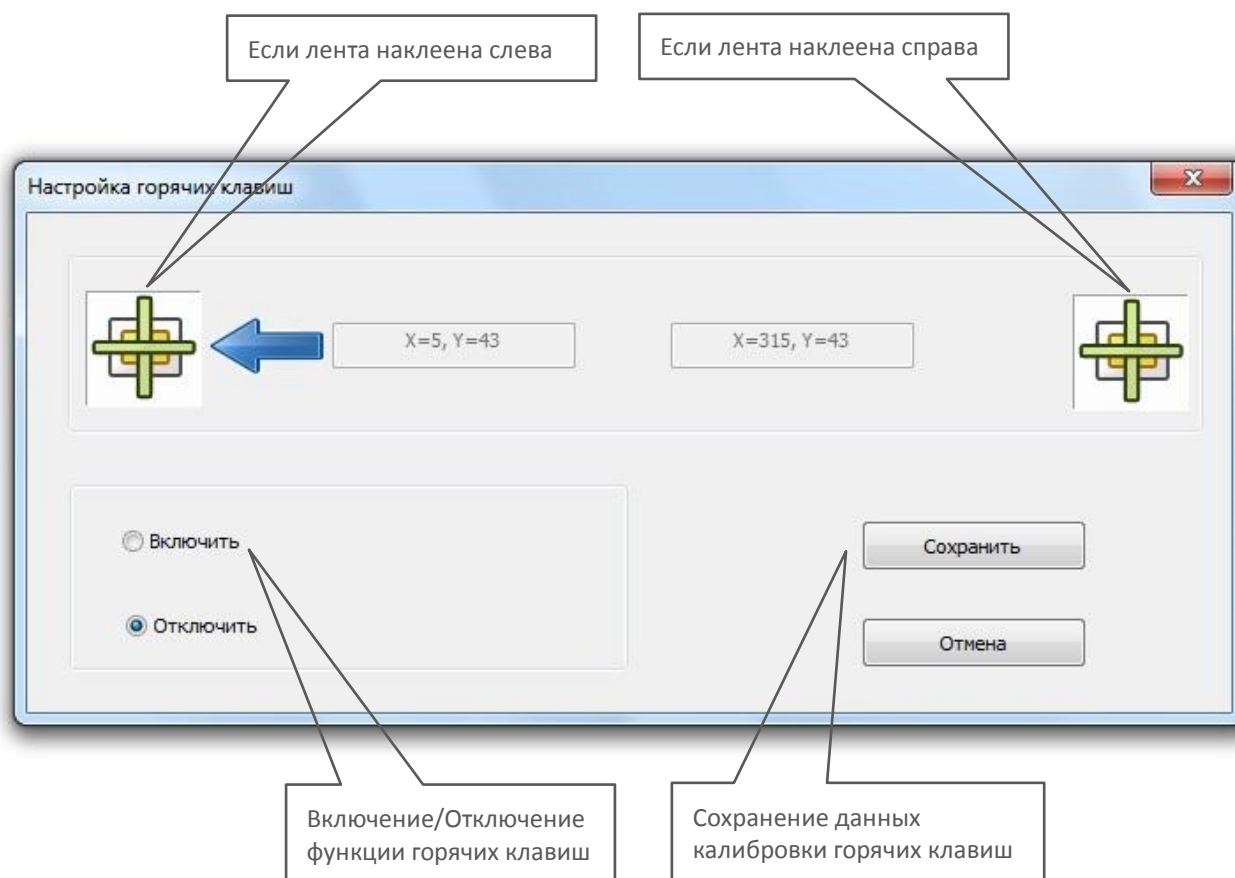 Если лента наклеена слева
Если лента наклеена справа
Настройка горячих клавиш
X=5, Y=43
X=315, Y=43
Включить
Сохранить
Отключить
Отмена
Включение/Отключение
функции горячих клавиш
Сохранение данных
калибровки горячих клавиш